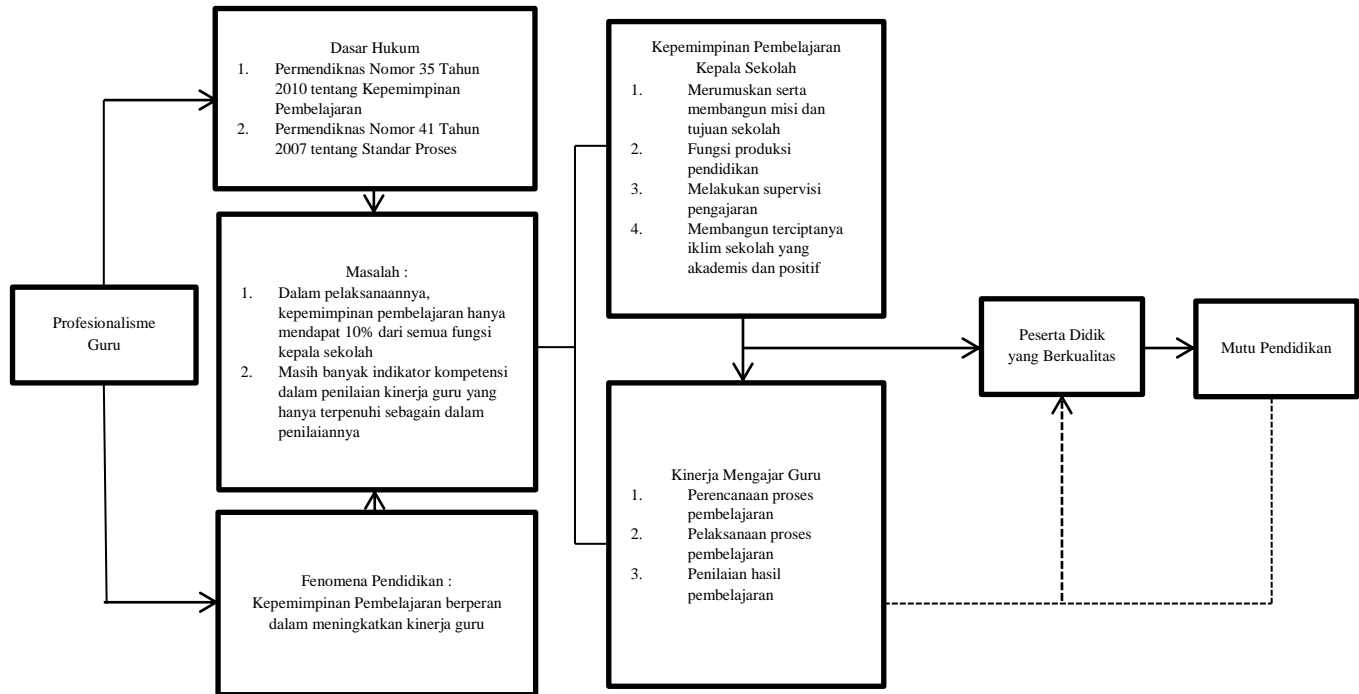 Profesionalisme
Guru
Dasar Hukum
1. Permendiknas Nomor 35 Tahun
2010 tentang Kepemimpinan
Pembelajaran
2. Permendiknas Nomor 41 Tahun
2007 tentang Standar Proses
Masalah :
1. Dalam pelaksanaannya,
kepemimpinan pembelajaran hanya
mendapat 10% dari semua fungsi
kepala sekolah
2. Masih banyak indikator kompetensi
dalam penilaian kinerja guru yang
hanya terpenuhi sebagain dalam
penilaiannya
Fenomena Pendidikan :
Kepemimpinan Pembelajaran berperan
dalam meningkatkan kinerja guru
Kepemimpinan Pembelajaran
Kepala Sekolah
1. Merumuskan serta
membangun misi dan
tujuan sekolah
2. Fungsi produksi
pendidikan
3. Melakukan supervisi
pengajaran
4. Membangun terciptanya
iklim sekolah yang
akademis dan positif
Kinerja Mengajar Guru
1. Perencanaan proses
pembelajaran
2. Pelaksanaan proses
pembelajaran
3. Penilaian hasil
pembelajaran
Peserta Didik
yang Berkualitas
Mutu Pendidikan